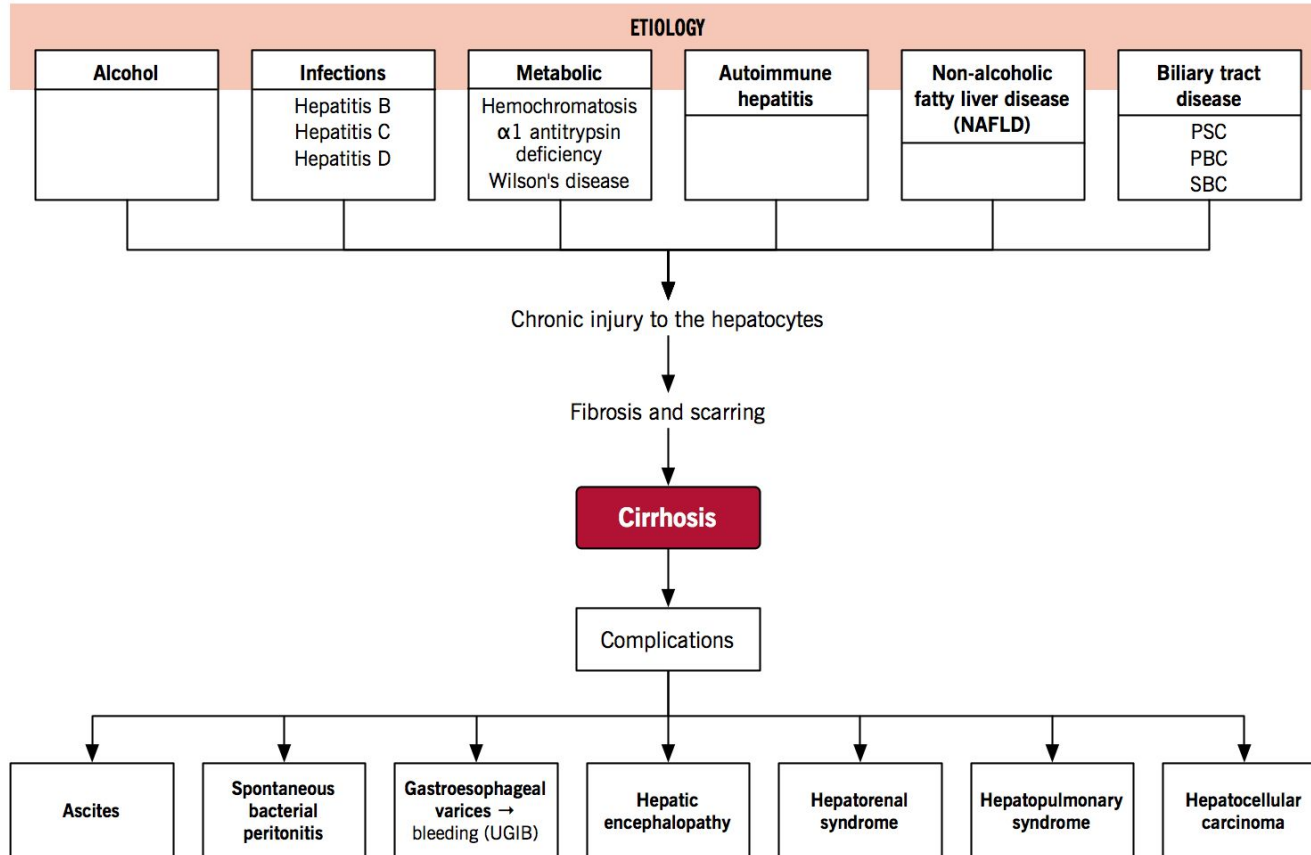 ETIOLOGY
Alcohol
Infections
Hepatitis B
Hepatitis C
Hepatitis D
Metabolic
Hemochromatosis
α1 antitrypsin
deficiency
Wilson's disease
Autoimmune
hepatitis
Non-alcoholic
fatty liver disease
(NAFLD)
Biliary tract
disease
PSC
PBC
SBC
Chronic injury to the hepatocytes
Fibrosis and scarring
Cirrhosis
Complications
Ascites
Spontaneous
bacterial
peritonitis
Gastroesophageal
varices →
bleeding (UGIB)
Hepatic
encephalopathy
Hepatorenal
syndrome
Hepatopulmonary
syndrome
Hepatocellular
carcinoma